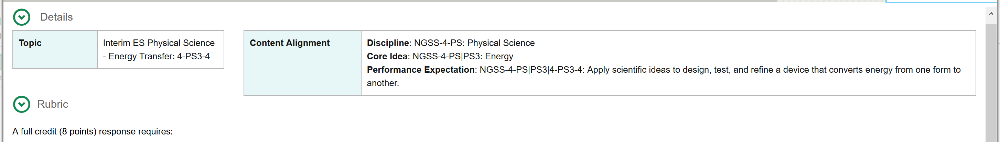 Details
Topic
Interim ES Physical Science
- Energy Transfer: 4-PS3-4
Content Alignment
Discipline: NGSS-4-PS: Physical Science
Core Idea: NGSS-4-PS|PS3: Energy
Performance Expectation: NGSS-4-PS|PS3|4-PS3-4: Apply scientific ideas to design, test, and refine a device that converts energy from one form to
another.
Rubric
A full credit (8 points) response requires: